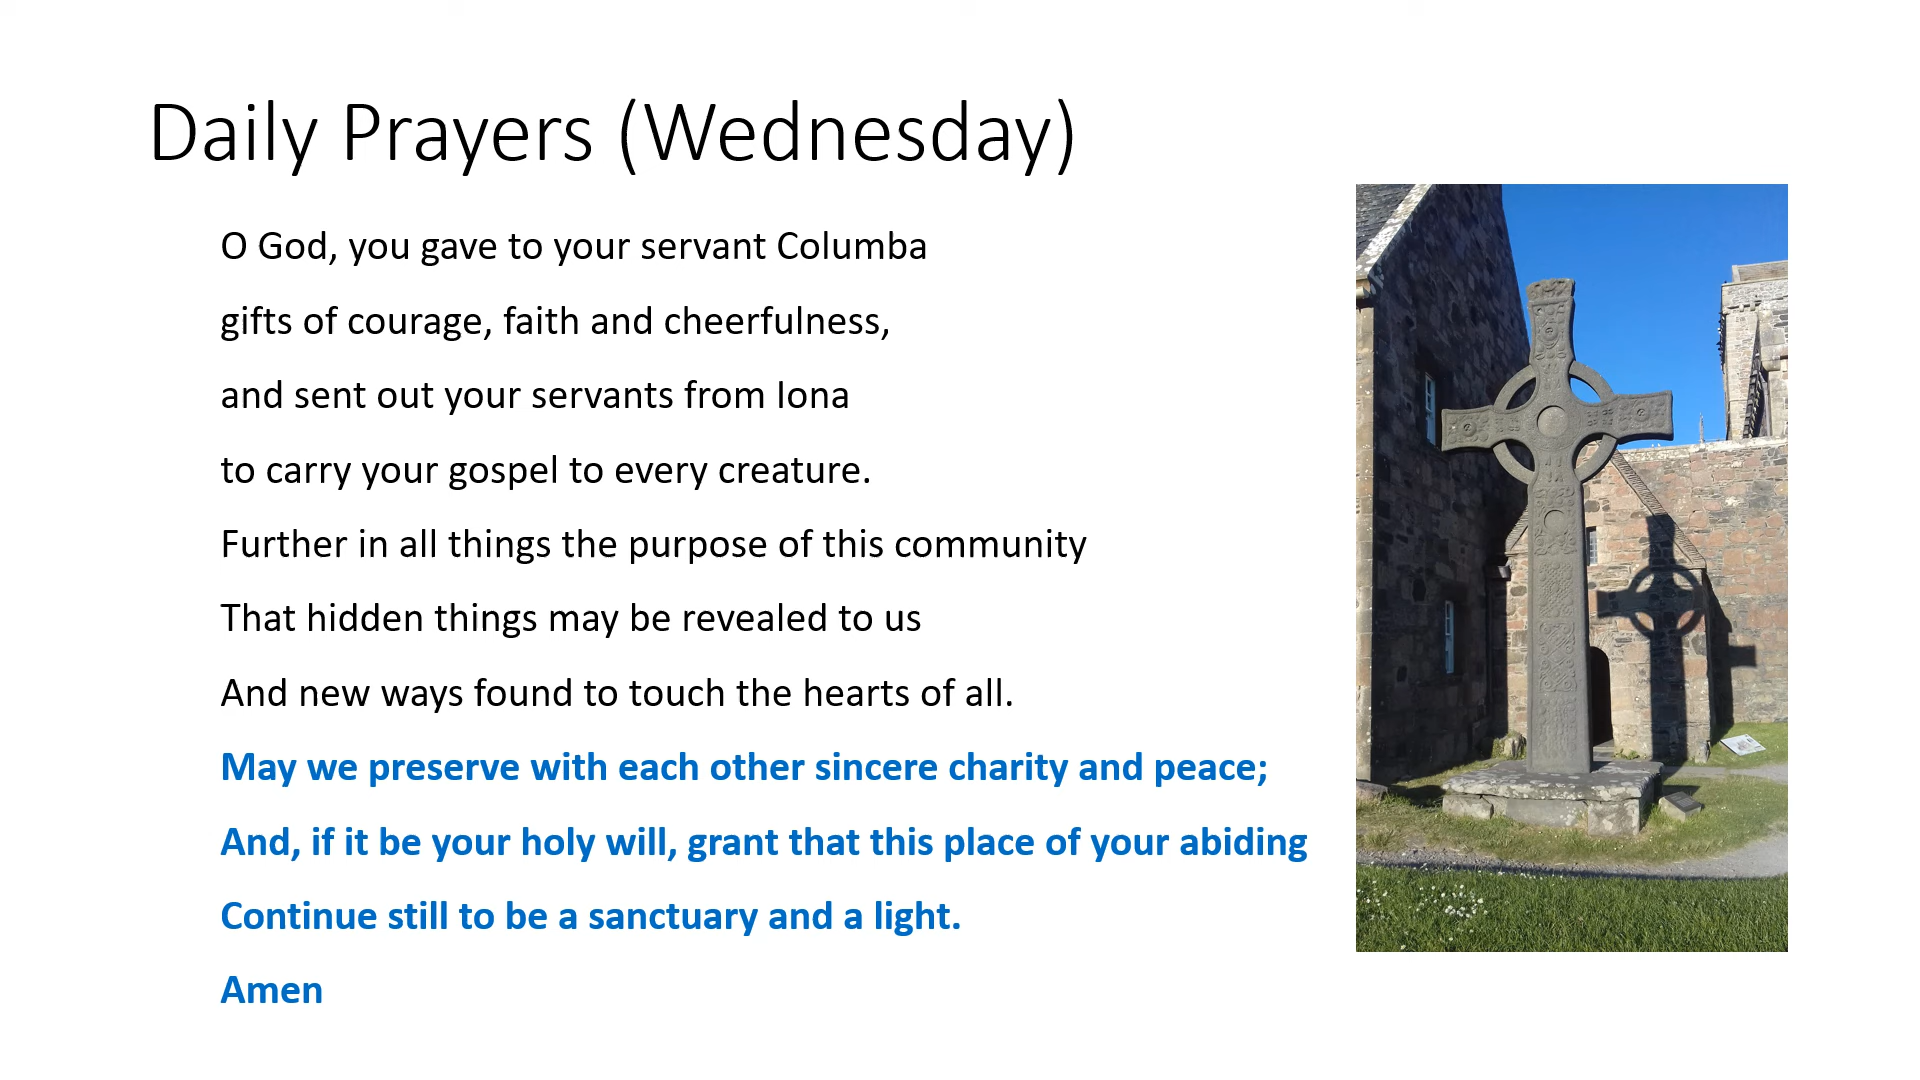 Daily Prayers (Wednesday)
O God, you gave to your servant Columba
gifts of courage, faith and cheerfulness,
and sent out your servants from Iona
to carry your gospel to every creature.
Further in all things the purpose of this community
That hidden things may be revealed to us
And new ways found to touch the hearts of all.
May we preserve with each other sincere charity and peace;
And, if it be your holy will, grant that this place of your abiding
Continue still to be a sanctuary and a light.
Amen